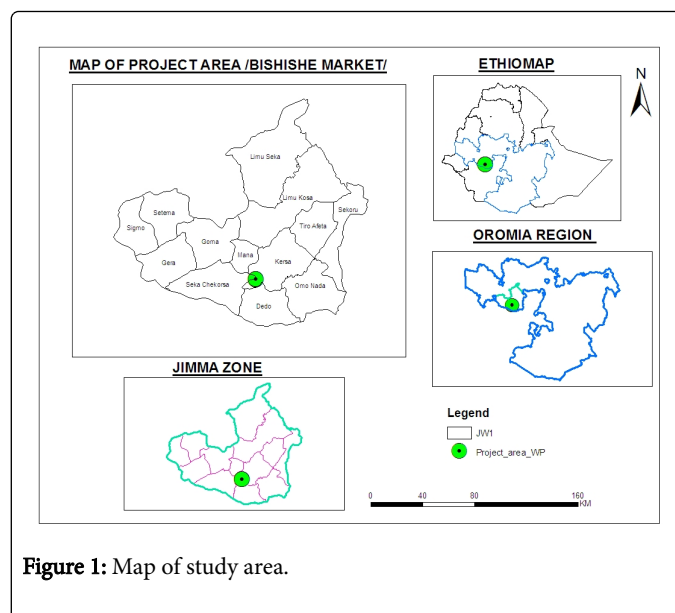 MAP OF PROJECT AREA /BISHISHE MARKET/
Limu Seka
Limu Kosa
Sekoru
Setema
Tiro Afeta
Sigmo
Goma
Mana
Kersa
Gera
Seka Chekorsa
Omo Nada
Dedo
ETHIOMAP
N
OROMIA REGION
JIMMA ZONE
Legend
JW1
Project_area_WP
0 40 80 160
KM
Figure 1: Map of study area.